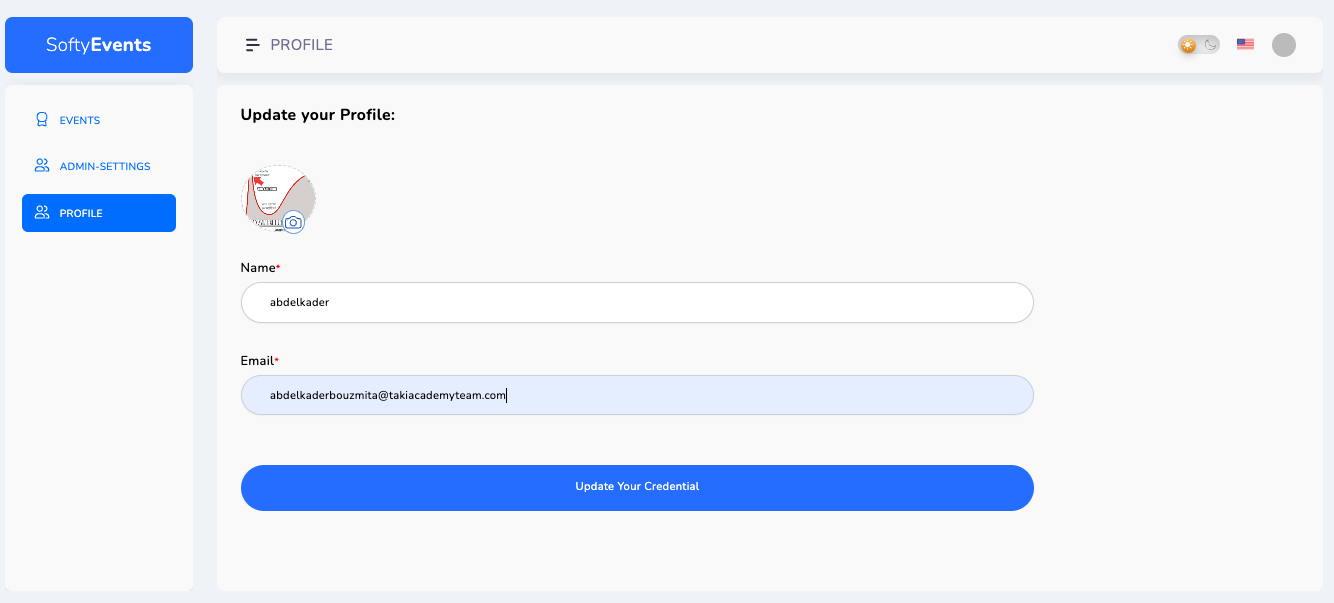 SoftyEvents
PROFILE
EVENTS
ADMIN-SETTINGS
PROFILE
Update your Profile:
Name*
abdelkader
Email*
abdelkaderbouzmita@takiacademyteam.com
Update Your Credential